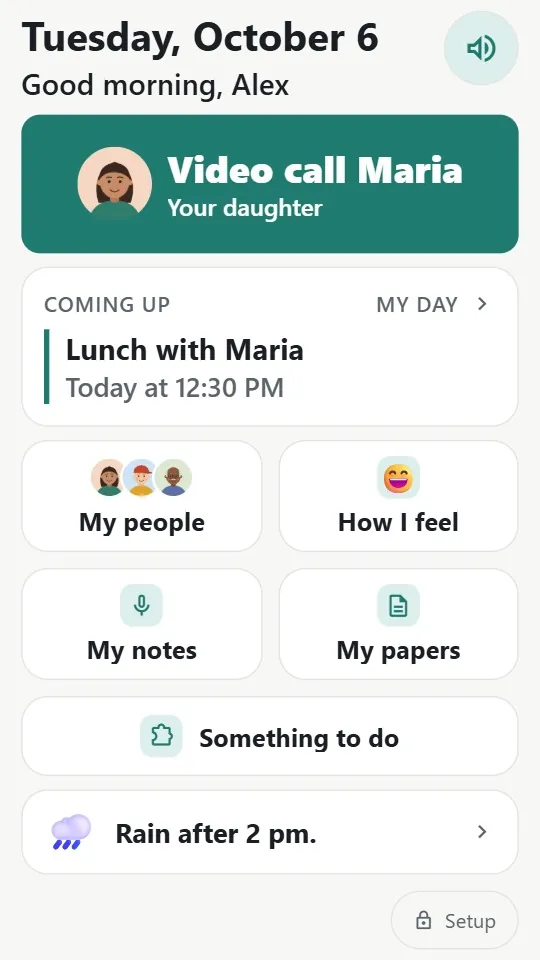 Tuesday, October 6
Good morning, Alex
Video call Maria
Your daughter
COMING UP
MY DAY
Lunch with Maria
Today at 12:30 PM
My people
How I feel
My notes
My papers
Something to do
Rain after 2 pm.
Setup